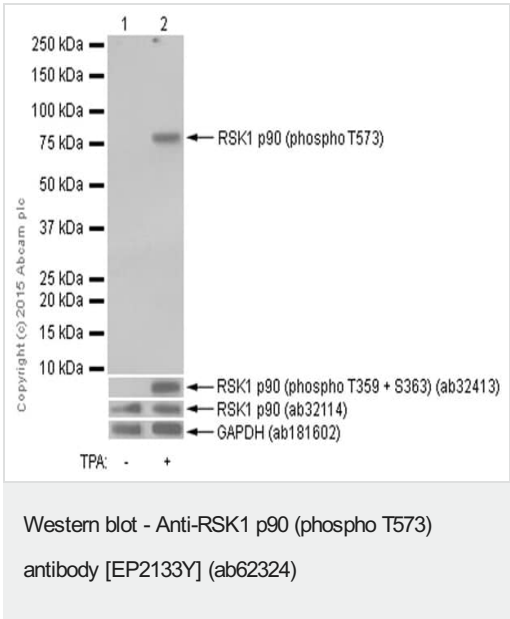 1 2
250 kDa
150 kDa
100 kDa
RSK1 p90 (phospho T573)
75 kDa
50 kDa
37 kDa
25 kDa
20 kDa
15 kDa
10 kDa
RSK1 p90 (phospho T359 + S363) (ab32413)
RSK1 p90 (ab32114)
GAPDH (ab181602)
TPA: - +
Copyright (c) 2015 Abcam plc
Western blot - Anti-RSK1 p90 (phospho T573)
antibody [EP2133Y] (ab62324)